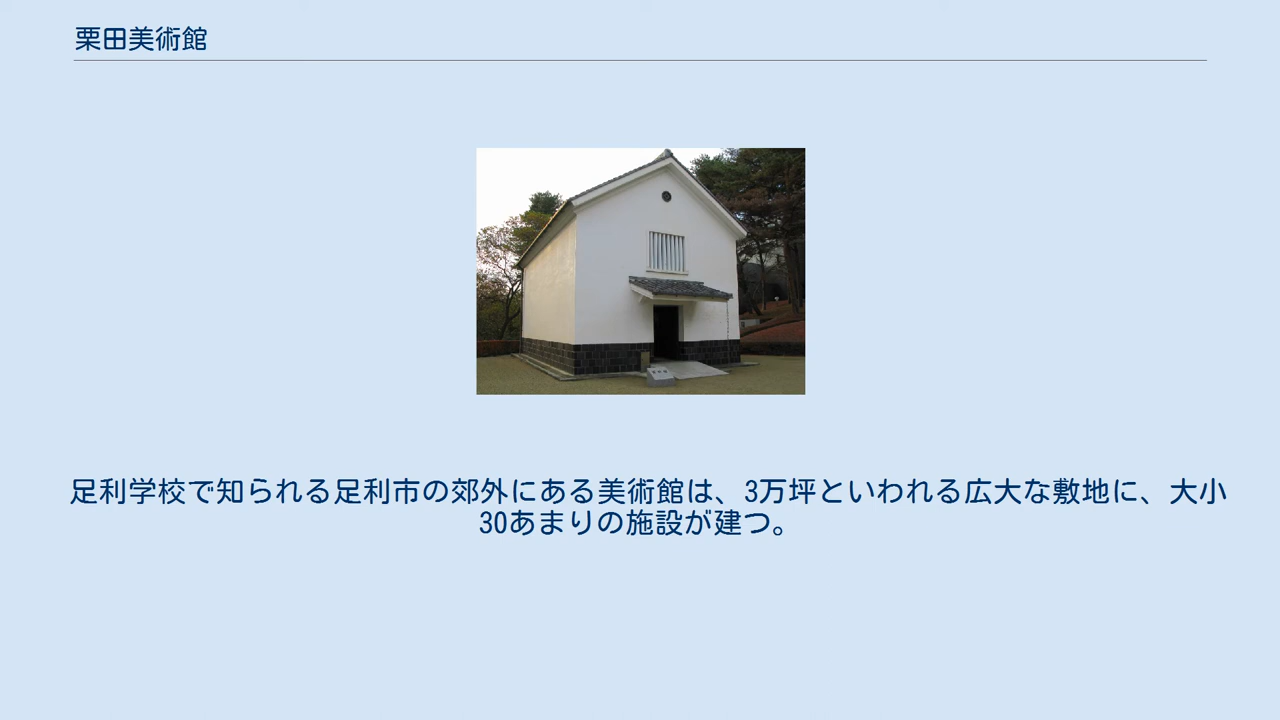 栗田美術館
足利学校で知られる足利市の郊外にある美術館は、3万坪といわれる広大な敷地に、大小
30あまりの施設が建つ。